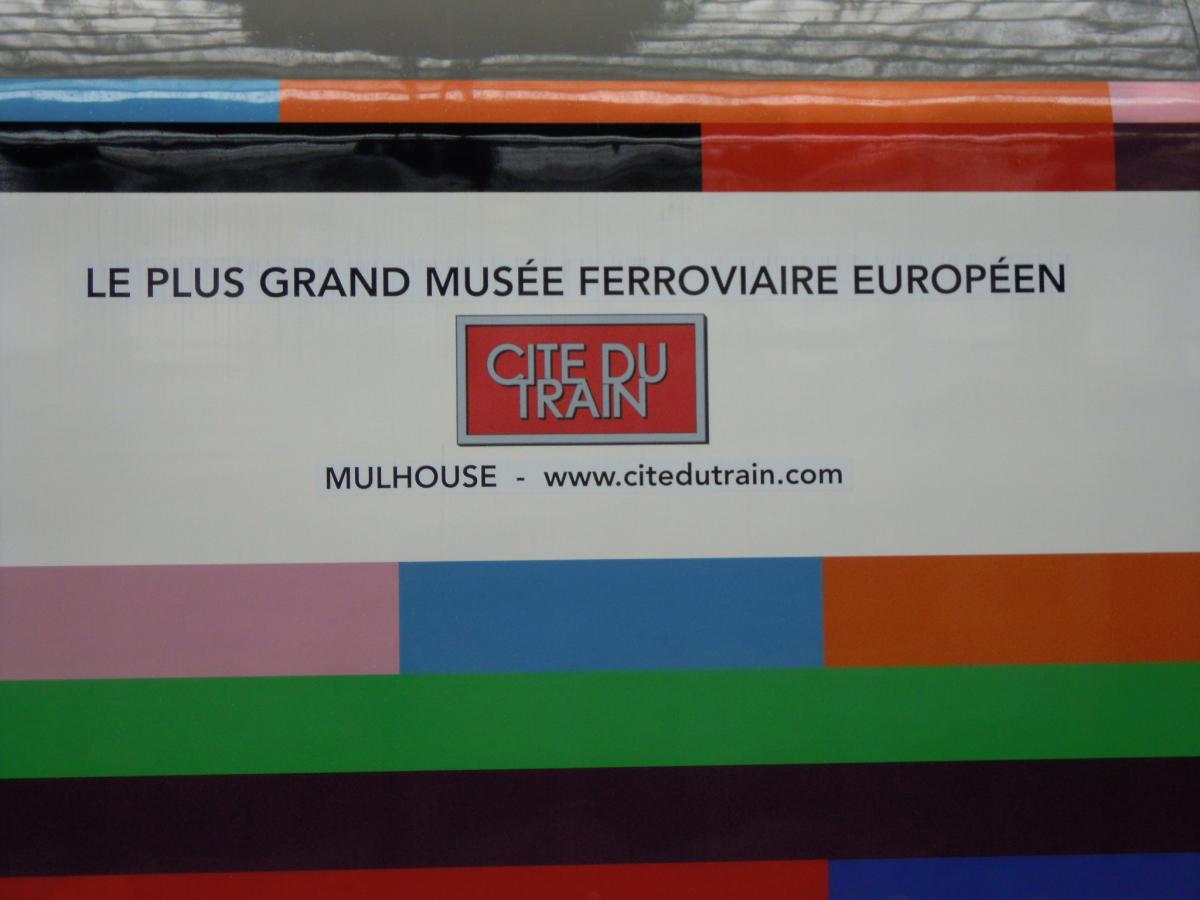 LE PLUS GRAND MUSÉE FERROVIAIRE EUROPÉEN
CITE DU
TRAIN
MULHOUSE - www.citedutrain.com